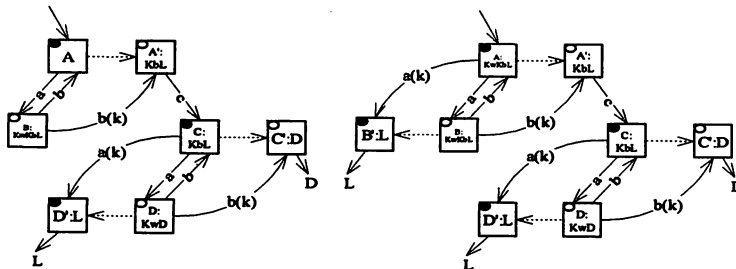 A
A':
KbL
a
b
B:
KwKbL
b(k)
c
a(k)
C:
KbL
C':D
a
b
D
D':L
D:
KwD
b(k)
L
A:
KwKbL
A':
KbL
a(k)
a
b
B':L
B:
KwKbL
b(k)
c
L
a(k)
C:
KbL
C':D
a
b
D':L
D:
KwD
b(k)
L